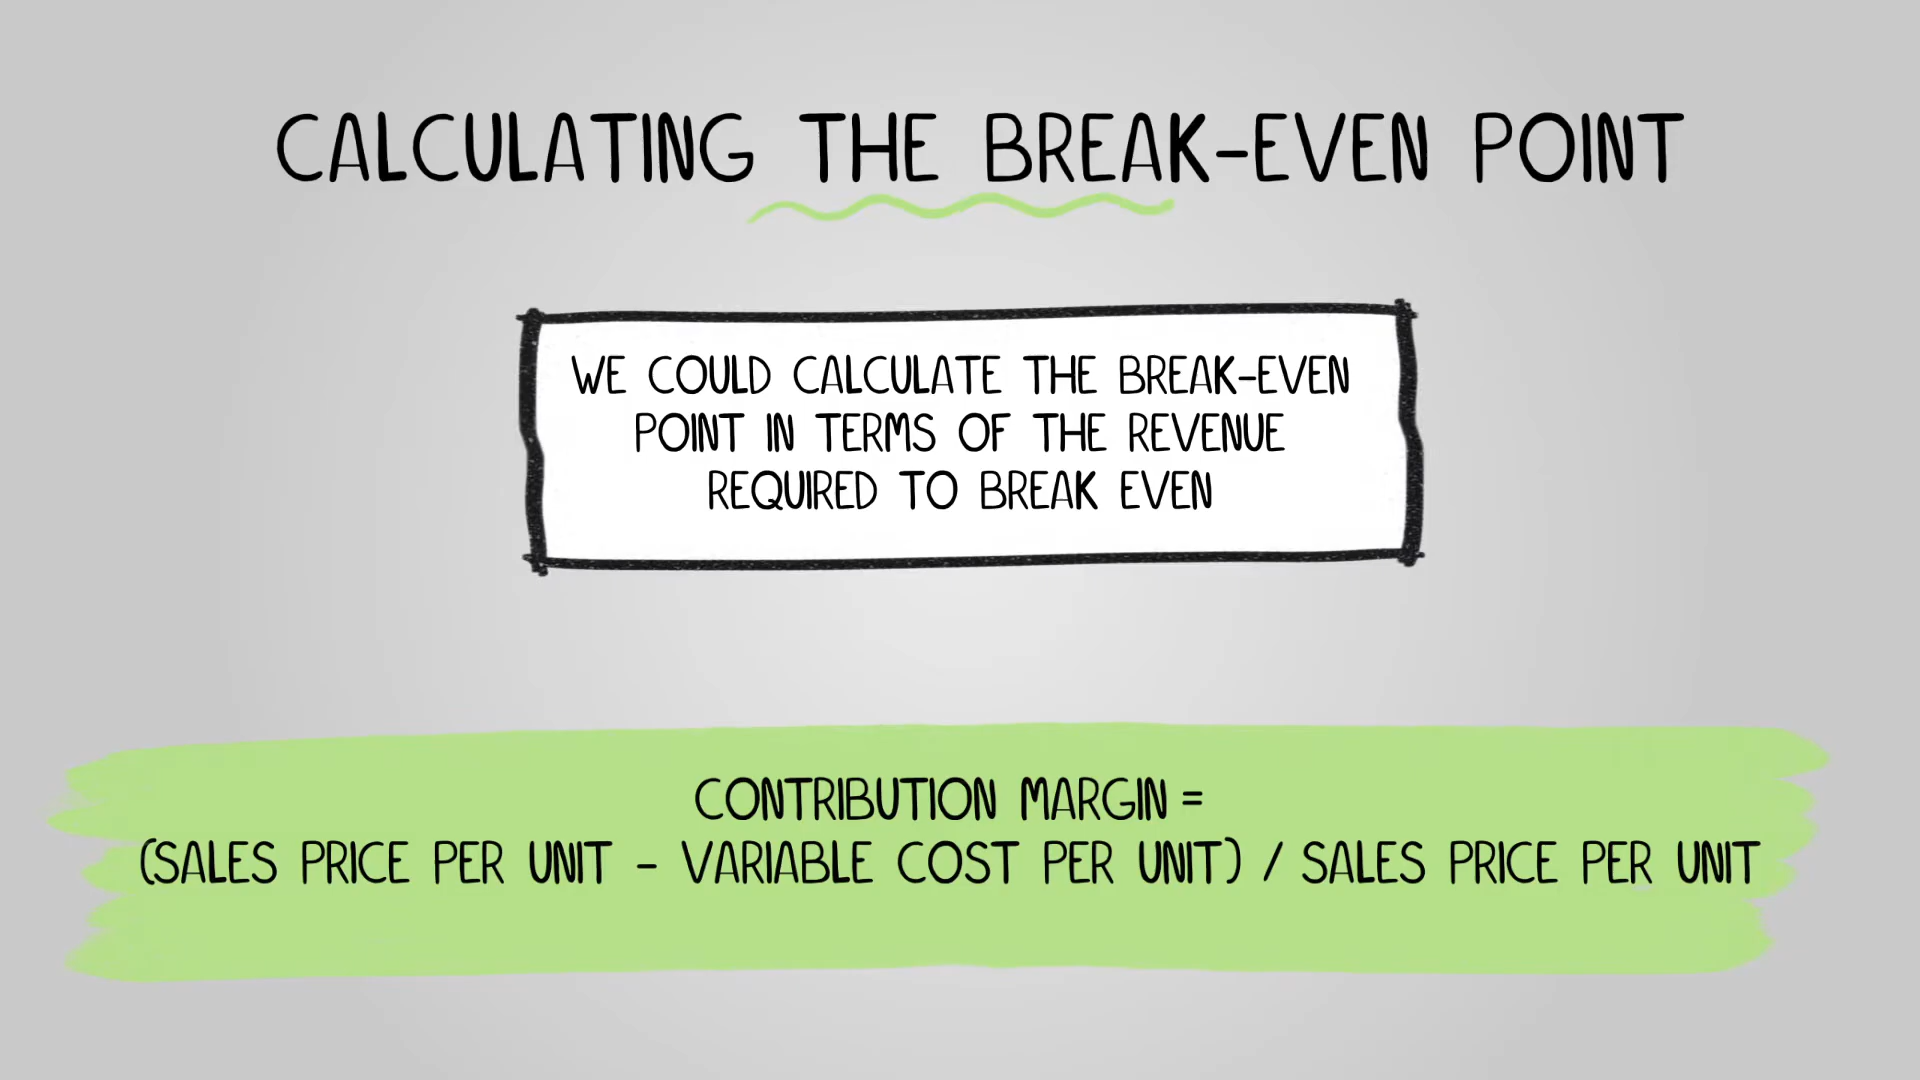 CALCULATING THE BREAK-EVEN POINT
WE COULD CALCULATE THE BREAK-EVEN
POINT IN TERMS OF THE REVENUE
REQUIRED TO BREAK EVEN
CONTRIBUTION MARGIN =
(SALES PRICE PER UNIT - VARIABLE COST PER UNIT) / SALES PRICE PER UNIT